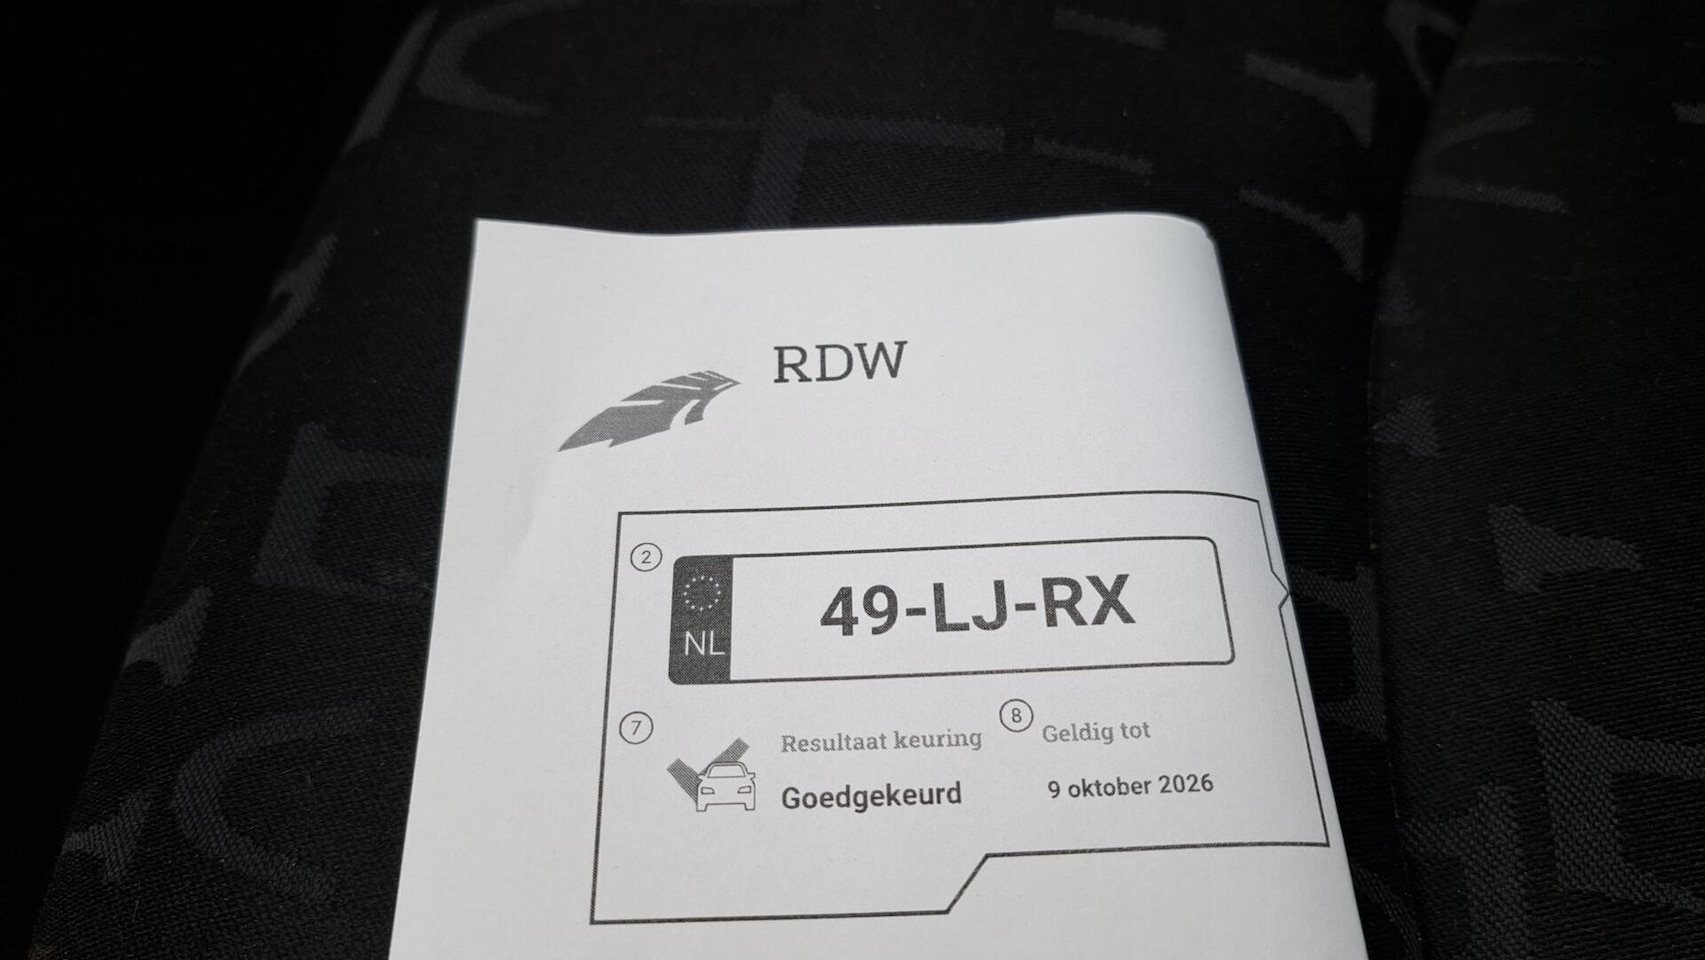 RDW
2
NL
49-LJ-RX
7
Resultaat keuring
Goedgekeurd
8
Geldig tot
9 oktober 2026